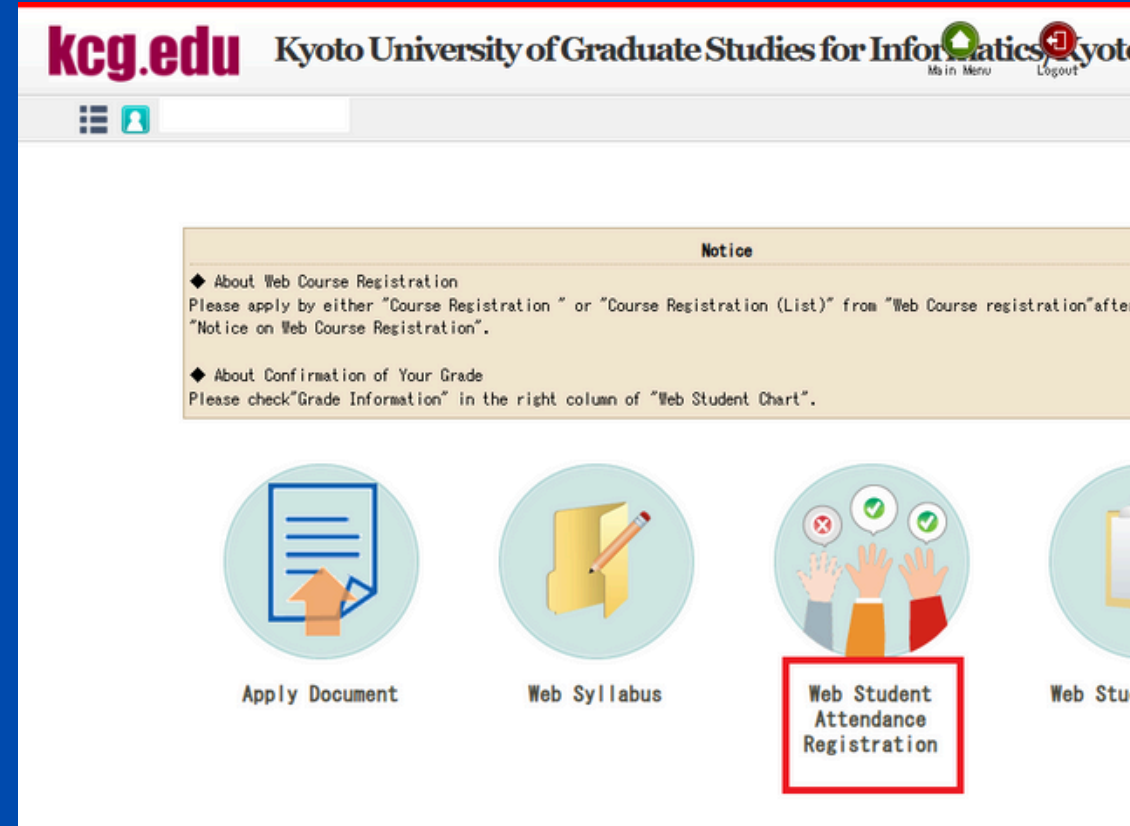 kcg.edu Kyoto University of Graduate Studies for Informatics, Kyoto
Main Menu Logout
Notice
◆ About Web Course Registration
Please apply by either "Course Registration " or "Course Registration (List)" from "Web Course registration"after
"Notice on Web Course Registration".
◆ About Confirmation of Your Grade
Please check"Grade Information" in the right column of "Web Student Chart".
Apply Document
Web Syllabus
Web Student
Attendance
Registration
Web Stu